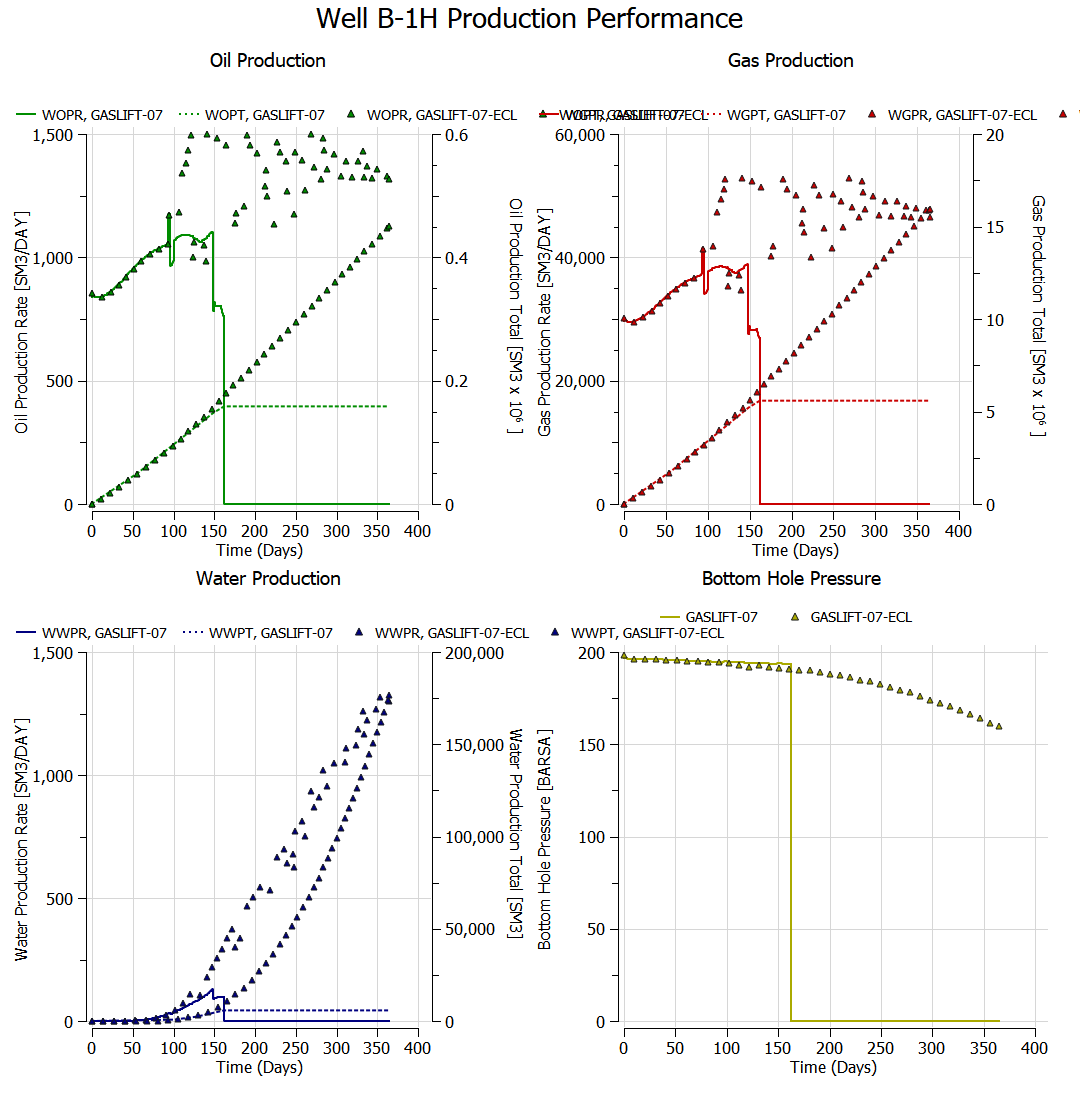 Well B-1H Production Performance
Oil Production
WOPR, GASLIFT-07
WOPT, GASLIFT-07
WOPR, GASLIFT-07-ECL
WOPT, GASLIFT-07-ECL
1,500
1,000
500
0
Oil Production Rate [SM3/DAY]
0.6
0.4
0.2
0
Oil Production Total [SM3 x 10⁶ ]
0 50 100 150 200 250 300 350 400
Time (Days)
Gas Production
WGPR, GASLIFT-07
WGPT, GASLIFT-07
WGPR, GASLIFT-07-ECL
60,000
40,000
20,000
0
Gas Production Rate [SM3/DAY]
20
15
10
5
0
Gas Production Total [SM3 x 10⁶ ]
0 50 100 150 200 250 300 350 400
Time (Days)
Water Production
WWPR, GASLIFT-07
WWPT, GASLIFT-07
WWPR, GASLIFT-07-ECL
WWPT, GASLIFT-07-ECL
1,500
1,000
500
0
Water Production Rate [SM3/DAY]
200,000
150,000
100,000
50,000
0
Water Production Total [SM3]
0 50 100 150 200 250 300 350 400
Time (Days)
Bottom Hole Pressure
GASLIFT-07
GASLIFT-07-ECL
200
150
100
50
0
Bottom Hole Pressure [BARSA]
0 50 100 150 200 250 300 350 400
Time (Days)